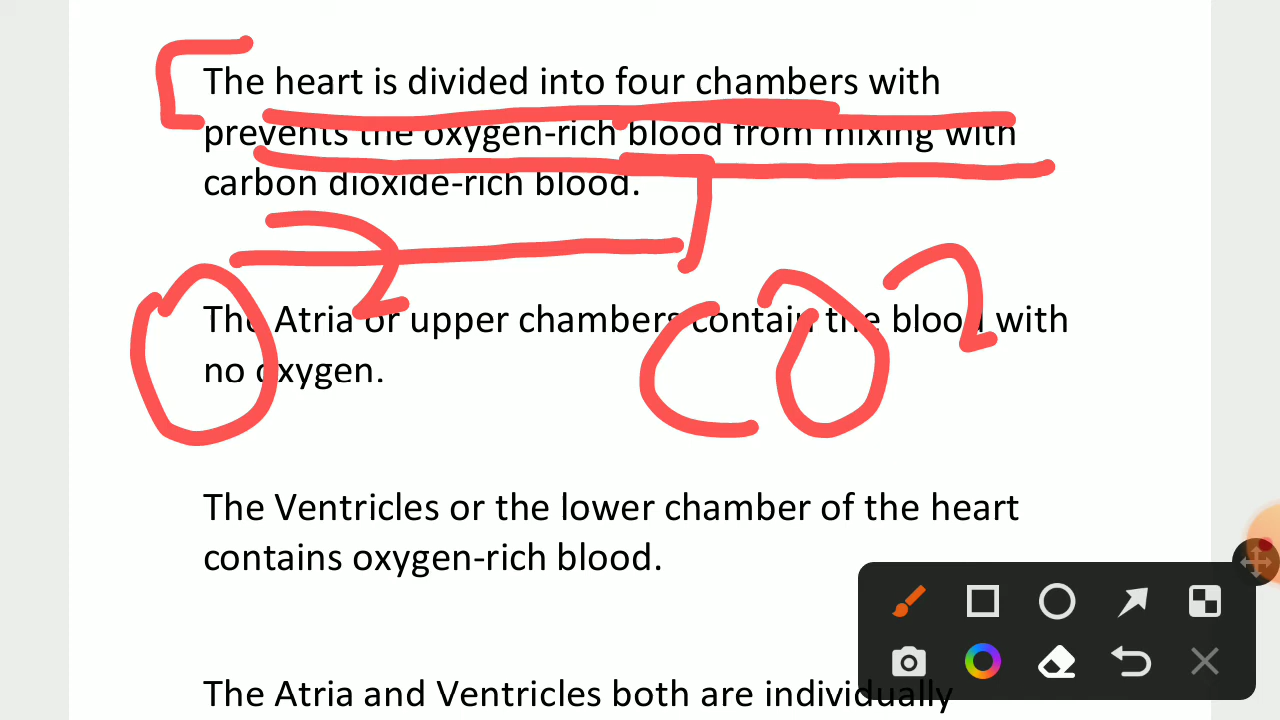 The heart is divided into four chambers with
prevents the oxygen-rich blood from mixing with
carbon dioxide-rich blood.
O2
CO2
The Atria or upper chambers contain the blood with
no oxygen.
The Ventricles or the lower chamber of the heart
contains oxygen-rich blood.
The Atria and Ventricles both are individually